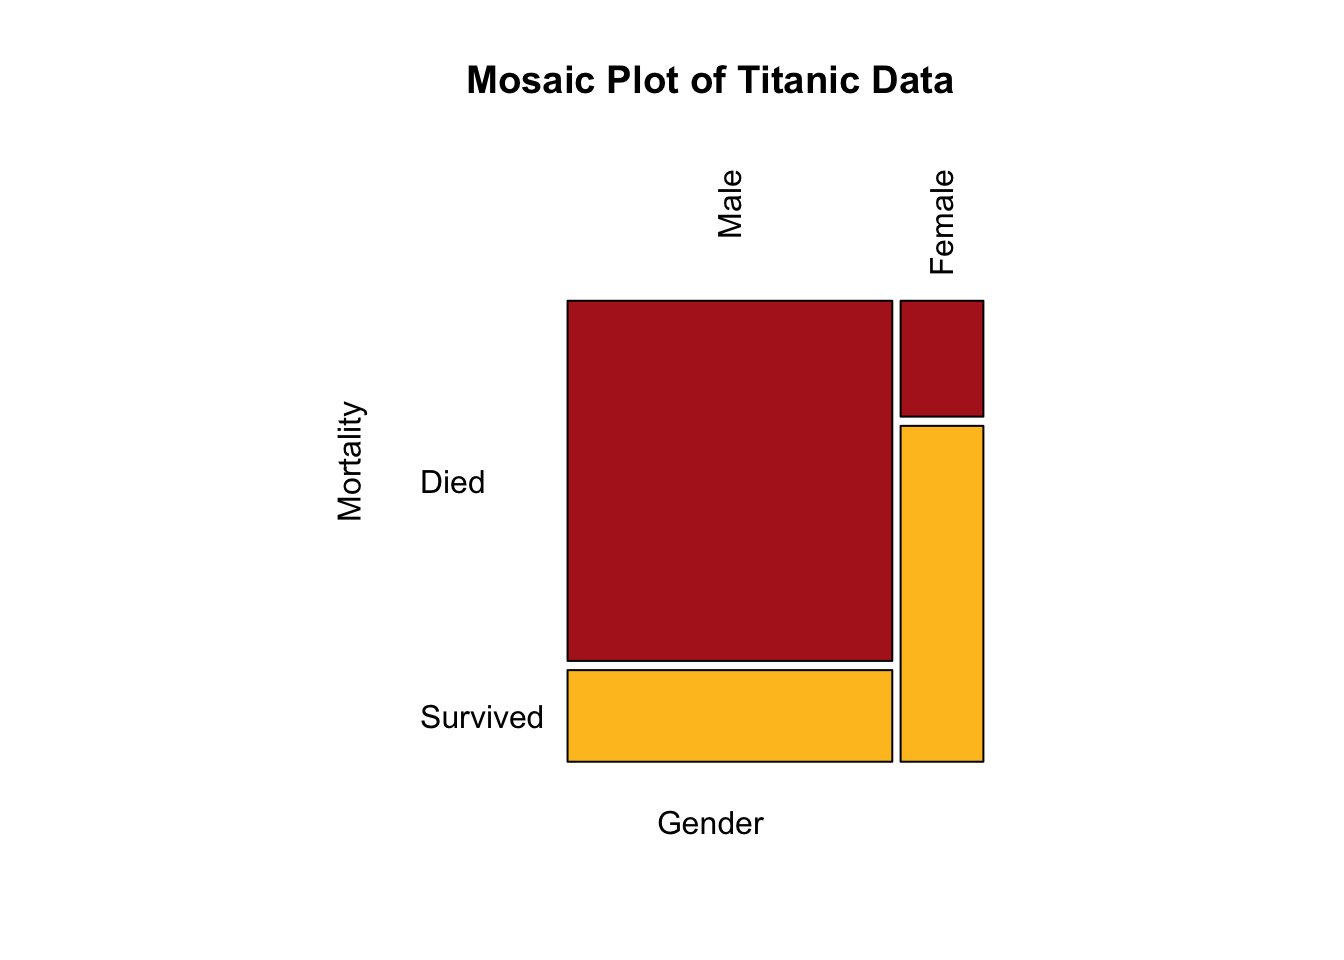 Mosaic Plot of Titanic Data
Male
Female
Mortality
Died
Survived
Gender